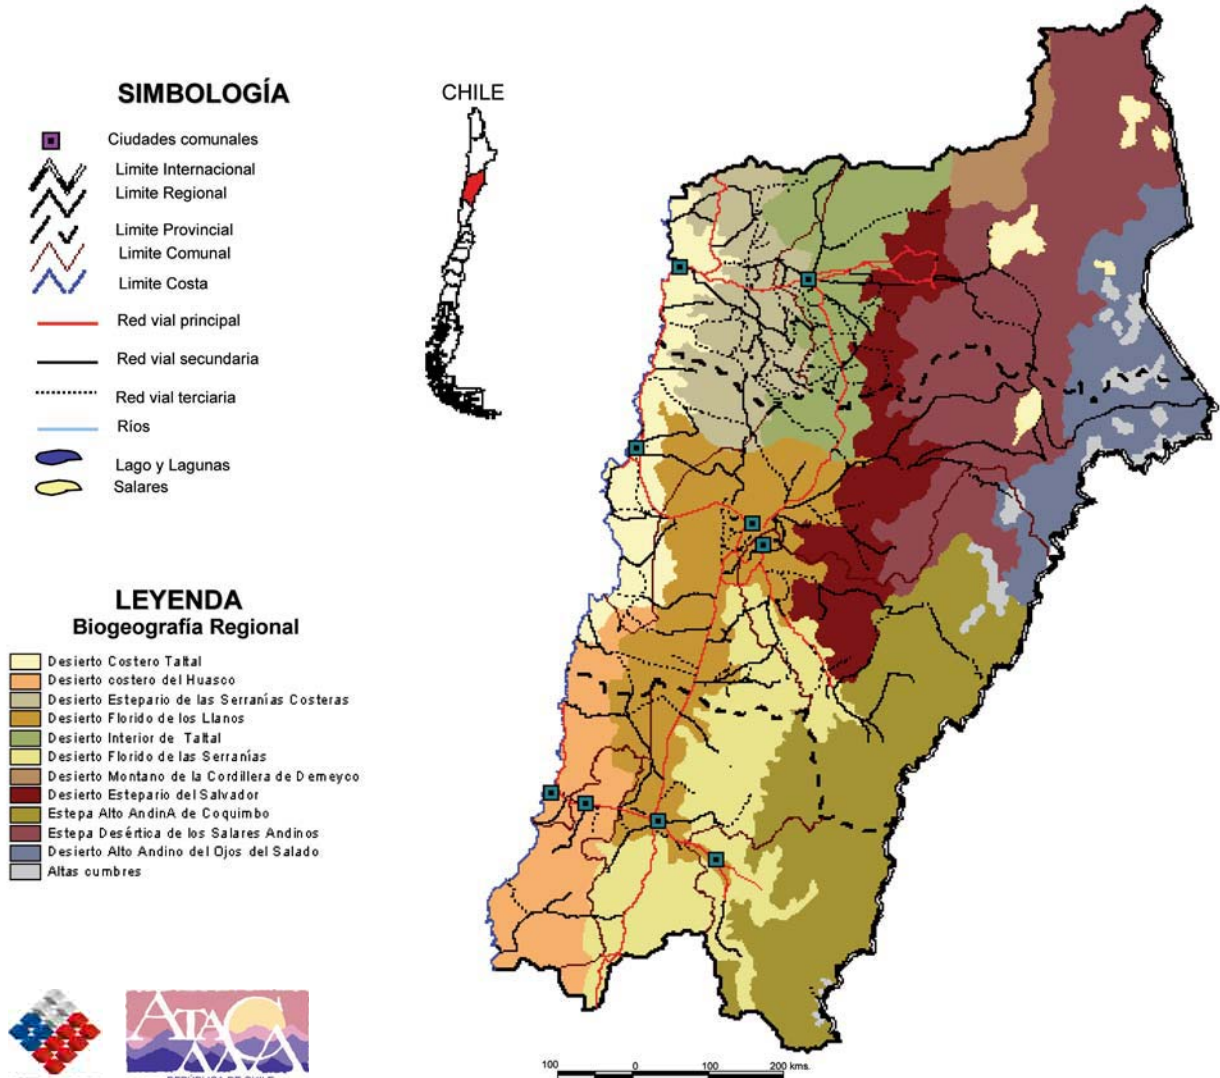 SIMBOLOGÍA
Ciudades comunales
Limite Internacional
Limite Regional
Limite Provincial
Limite Comunal
Limite Costa
Red vial principal
Red vial secundaria
Red vial terciaria
Ríos
Lago y Lagunas
Salares
CHILE
LEYENDA
Biogeografía Regional
Desierto Costero Taltal
Desierto costero del Huasco
Desierto Estepario de las Serranías Costeras
Desierto Florido de los Llanos
Desierto Interior de Taltal
Desierto Florido de las Serranías
Desierto Montano de la Cordillera de Demeyco
Desierto Estepario del Salvador
Estepa Alto AndinA de Coquimbo
Estepa Desértica de los Salares Andinos
Desierto Alto Andino del Ojos del Salado
Altas cumbres
ATACAMA
REPÚBLICA DE CHILE
100 0 100 200 kms.